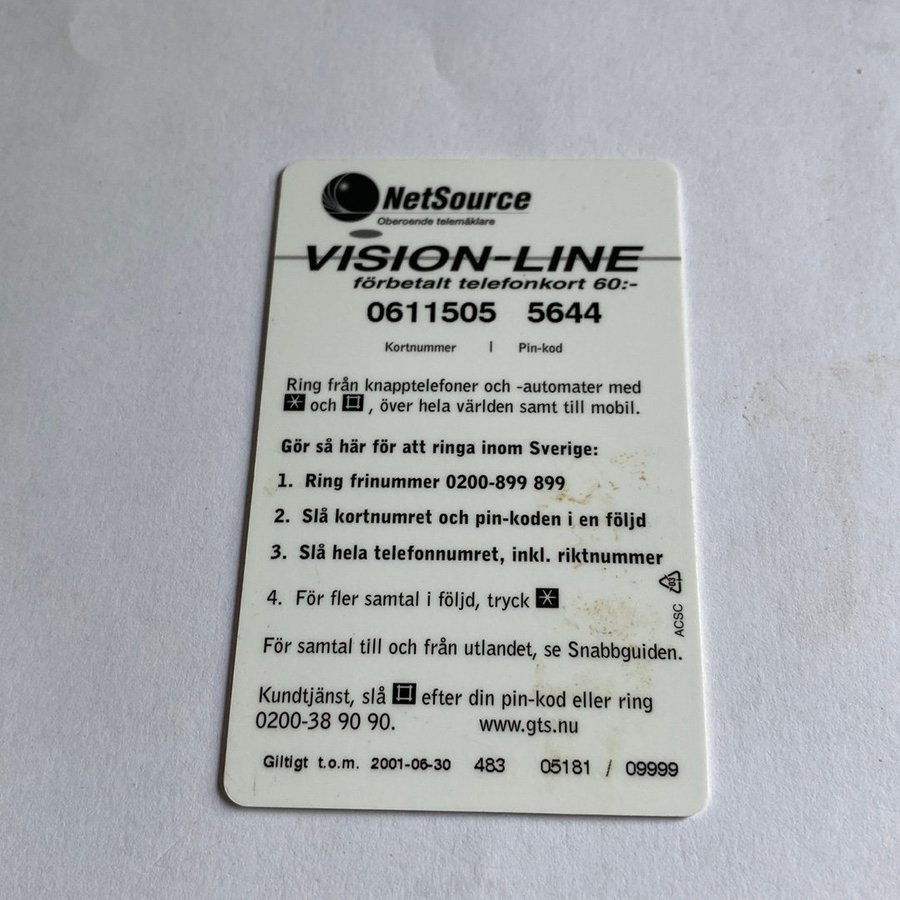 NetSource
Oberoende telemäklare
VISION-LINE
förbetalt telefonkort 60:-
0611505 5644
Kortnummer | Pin-kod
Ring från knapptelefoner och -automater med
* och #, över hela världen samt till mobil.
Gör så här för att ringa inom Sverige:
1. Ring frinummer 0200-899 899
2. Slå kortnumret och pin-koden i en följd
3. Slå hela telefonnumret, inkl. riktnummer
4. För fler samtal i följd, tryck *
ACSC 03
För samtal till och från utlandet, se Snabbguiden.
Kundtjänst, slå # efter din pin-kod eller ring
0200-38 90 90. www.gts.nu
Giltigt t.o.m. 2001-06-30 483 05181 / 09999